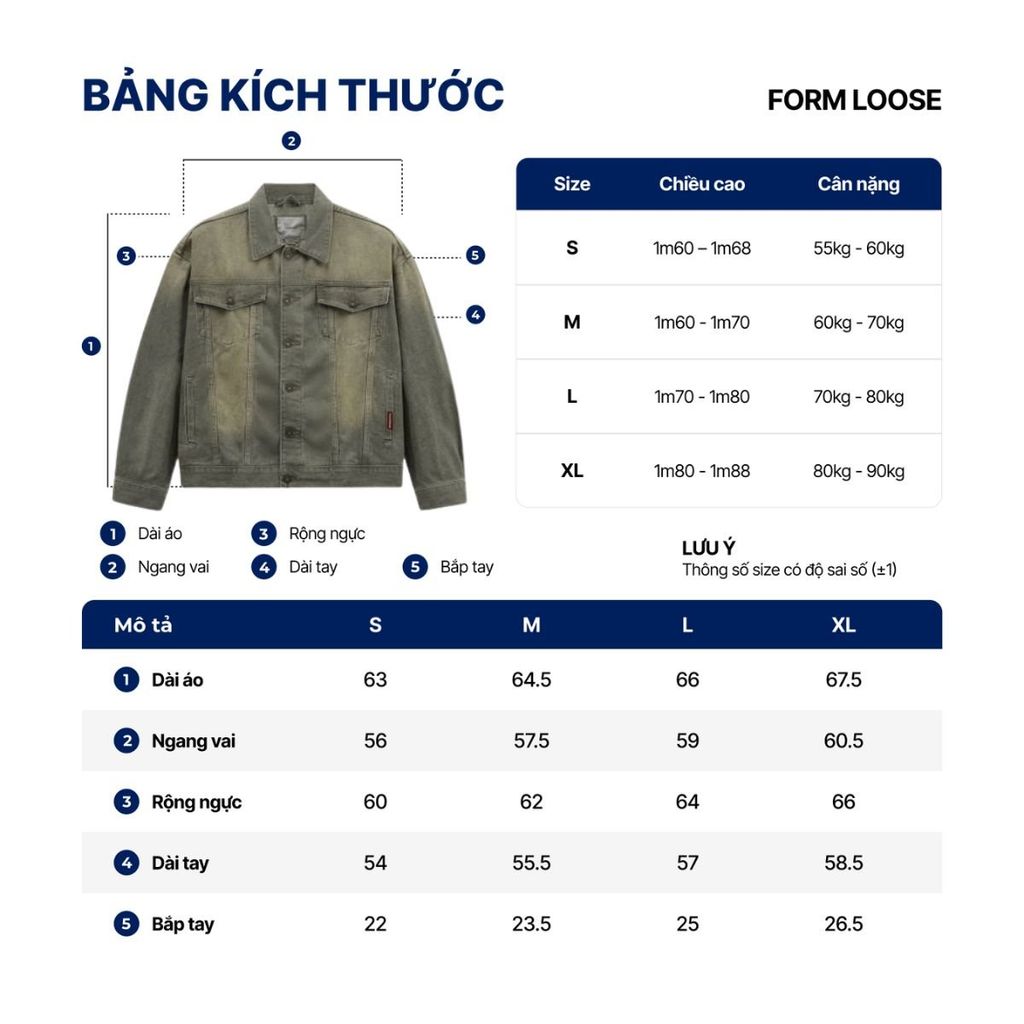 BẢNG KÍCH THƯỚC
FORM LOOSE
2
3
5
4
1
Size Chiều cao Cân nặng
S 1m60 – 1m68 55kg - 60kg
M 1m60 - 1m70 60kg - 70kg
L 1m70 - 1m80 70kg - 80kg
XL 1m80 - 1m88 80kg - 90kg
1 Dài áo 3 Rộng ngực
2 Ngang vai 4 Dài tay 5 Bắp tay
LƯU Ý
Thông số size có độ sai số (±1)
Mô tả S M L XL
1 Dài áo 63 64.5 66 67.5
2 Ngang vai 56 57.5 59 60.5
3 Rộng ngực 60 62 64 66
4 Dài tay 54 55.5 57 58.5
5 Bắp tay 22 23.5 25 26.5